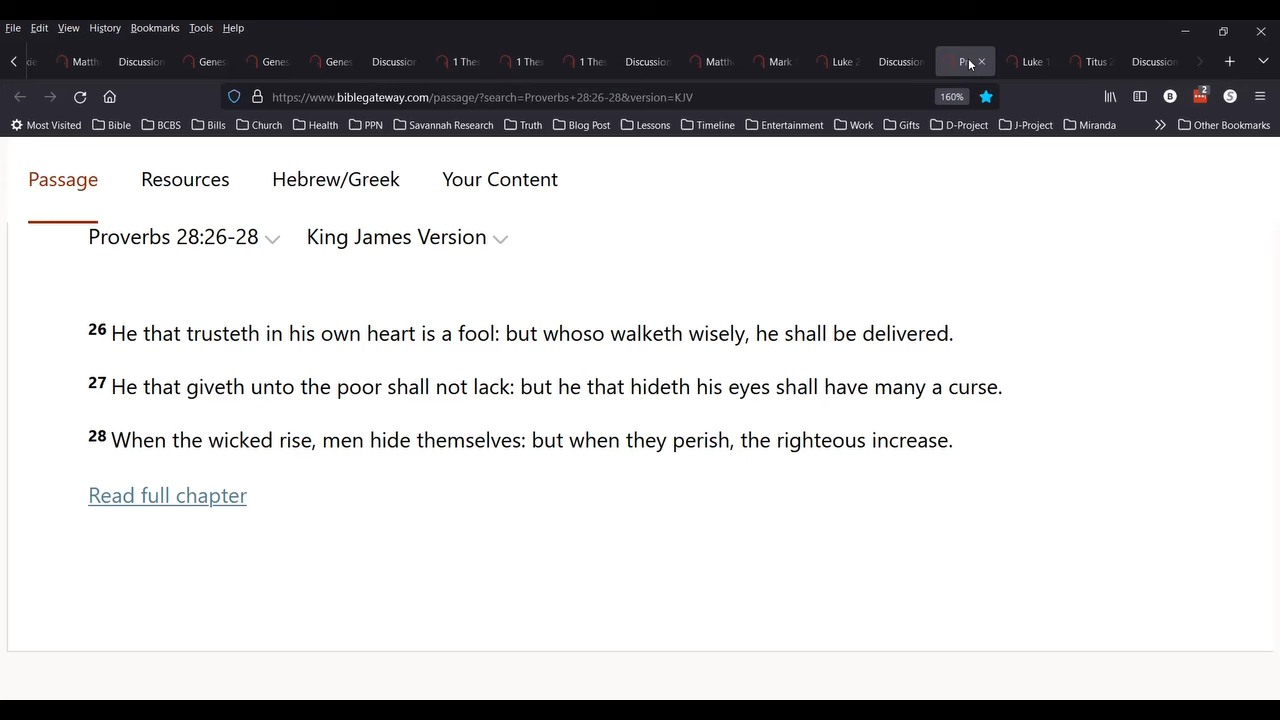 File Edit View History Bookmarks Tools Help
Matth Discussion Genes Genes Genes Discussion 1 Thes 1 Thes 1 Thes Discussion Matth Mark Luke 2 Discussion Pr Luke 1 Titus 2 Discussion
https://www.biblegateway.com/passage/?search=Proverbs+28:26-28&version=KJV 160% B 2 S
Most Visited Bible BCBS Bills Church Health PPN Savannah Research Truth Blog Post Lessons Timeline Entertainment Work Gifts D-Project J-Project Miranda Other Bookmarks
Passage Resources Hebrew/Greek Your Content
Proverbs 28:26-28 King James Version
26 He that trusteth in his own heart is a fool: but whoso walketh wisely, he shall be delivered.
27 He that giveth unto the poor shall not lack: but he that hideth his eyes shall have many a curse.
28 When the wicked rise, men hide themselves: but when they perish, the righteous increase.
Read full chapter